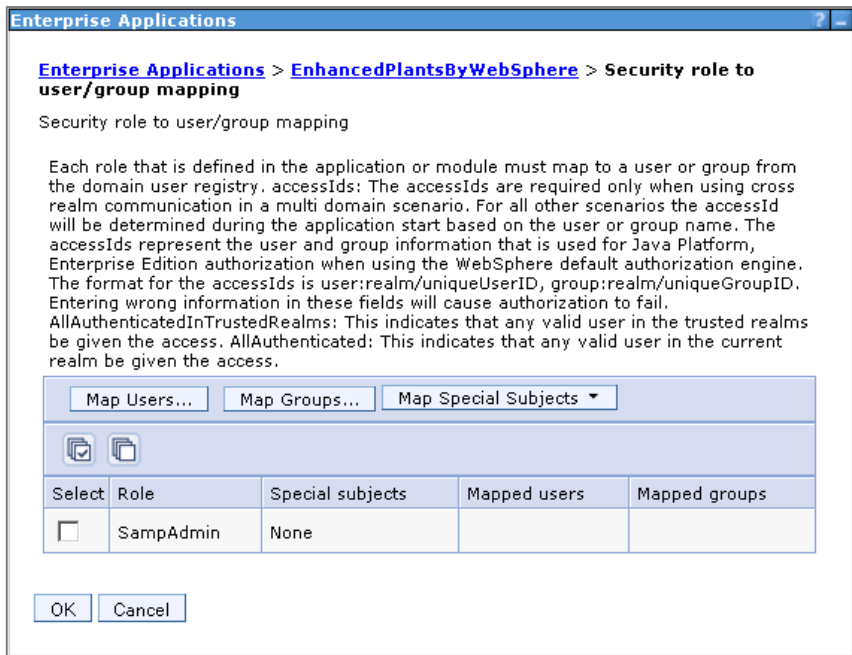 Enterprise Applications ? _
Enterprise Applications > EnhancedPlantsByWebSphere > Security role to
user/group mapping
Security role to user/group mapping
Each role that is defined in the application or module must map to a user or group from
the domain user registry. accessIds: The accessIds are required only when using cross
realm communication in a multi domain scenario. For all other scenarios the accessId
will be determined during the application start based on the user or group name. The
accessIds represent the user and group information that is used for Java Platform,
Enterprise Edition authorization when using the WebSphere default authorization engine.
The format for the accessIds is user:realm/uniqueUserID, group:realm/uniqueGroupID.
Entering wrong information in these fields will cause authorization to fail.
AllAuthenticatedInTrustedRealms: This indicates that any valid user in the trusted realms
be given the access. AllAuthenticated: This indicates that any valid user in the current
realm be given the access.
Map Users... Map Groups... Map Special Subjects
Select Role Special subjects Mapped users Mapped groups
SampAdmin None
OK Cancel